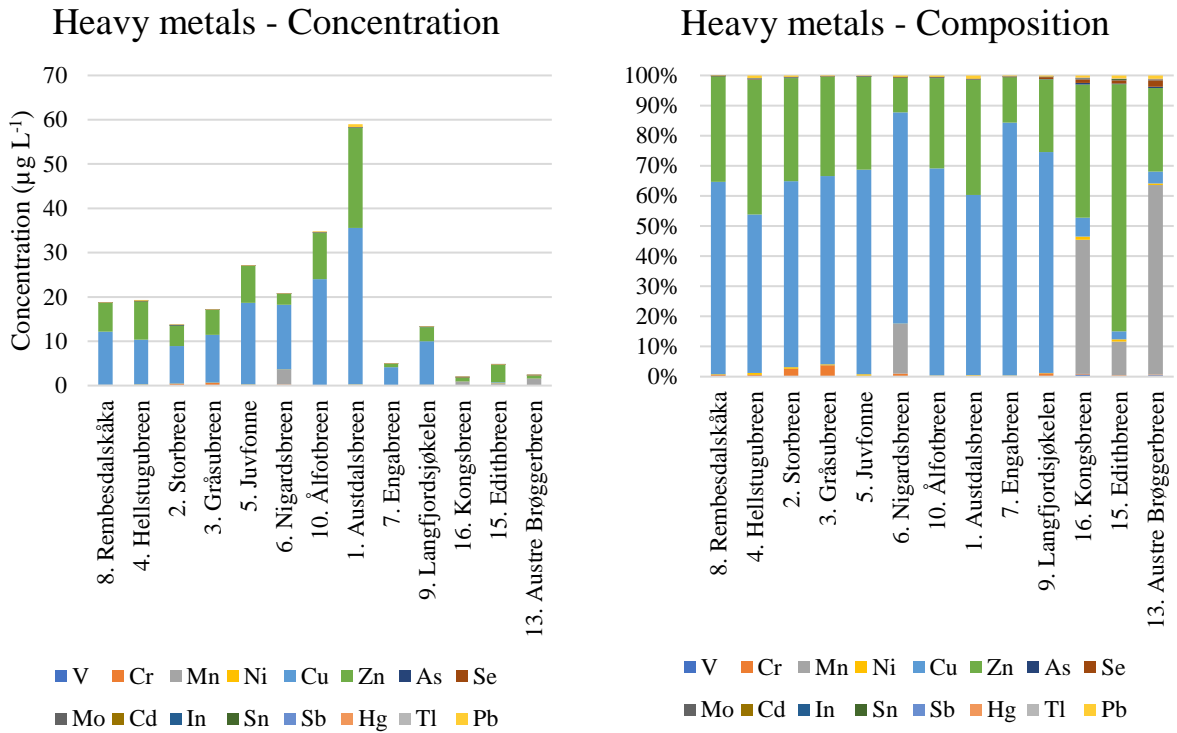 Heavy metals - Concentration
Concentration (µg L-1)
70
60
50
40
30
20
10
0
8. Rembesdalskåka
4. Hellstugubreen
2. Storbreen
3. Gråsubreen
5. Juvfonne
6. Nigardsbreen
10. Ålfotbreen
1. Austdalsbreen
7. Engabreen
9. Langfjordsjøkelen
16. Kongsbreen
15. Edithbreen
13. Austre Brøggerbreen
V Cr Mn Ni Cu Zn As Se
Mo Cd In Sn Sb Hg Tl Pb
Heavy metals - Composition
100%
90%
80%
70%
60%
50%
40%
30%
20%
10%
0%
8. Rembesdalskåka
4. Hellstugubreen
2. Storbreen
3. Gråsubreen
5. Juvfonne
6. Nigardsbreen
10. Ålfotbreen
1. Austdalsbreen
7. Engabreen
9. Langfjordsjøkelen
16. Kongsbreen
15. Edithbreen
13. Austre Brøggerbreen
V Cr Mn Ni Cu Zn As Se
Mo Cd In Sn Sb Hg Tl Pb